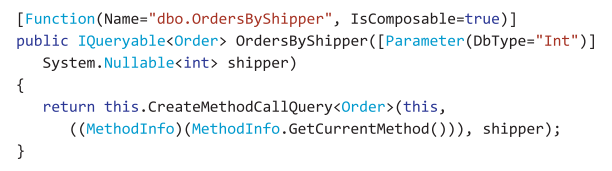 [Function(Name="dbo.OrdersByShipper", IsComposable=true)]
public IQueryable<Order> OrdersByShipper([Parameter(DbType="Int")]
System.Nullable<int> shipper)
{
return this.CreateMethodCallQuery<Order>(this,
((MethodInfo)(MethodInfo.GetCurrentMethod())), shipper);
}